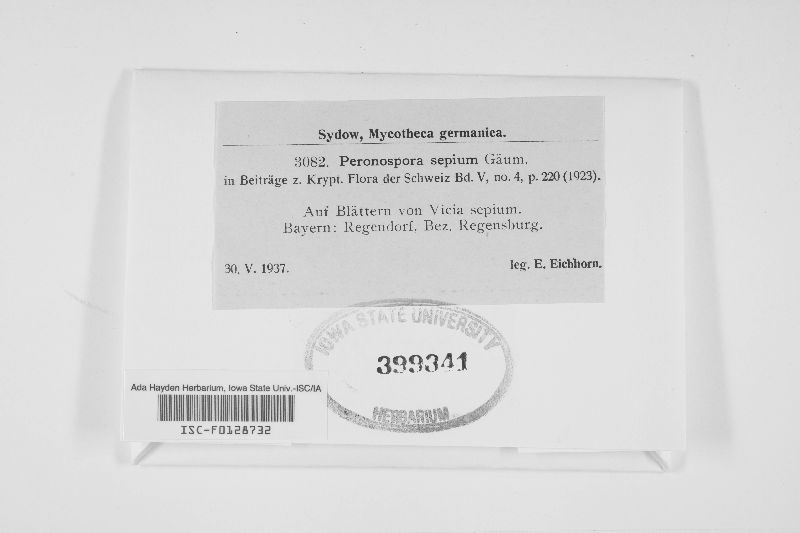 Sydow, Mycotheca germanica.
3082. Peronospora sepium Gäum.
in Beiträge z. Krypt. Flora der Schweiz Bd. V, no. 4, p. 220 (1923).
Auf Blättern von Vicia sepium.
Bayern: Regendorf, Bez. Regensburg.
30. V. 1937. leg. E. Eichhorn.
IOWA STATE UNIVERSITY
399341
HERBARIUM
Ada Hayden Herbarium, Iowa State Univ.-ISC/IA
ISC-F0128732